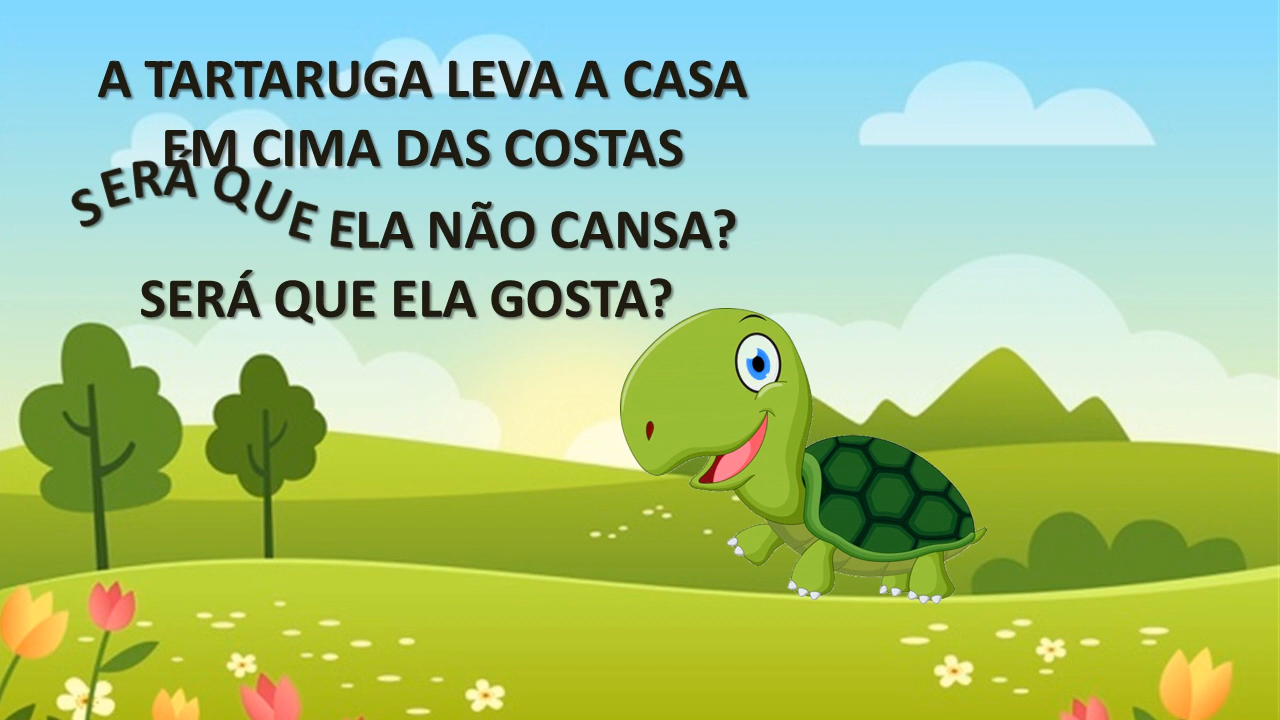 A TARTARUGA LEVA A CASA
EM CIMA DAS COSTAS
SERÁ QUE ELA NÃO CANSA?
SERÁ QUE ELA GOSTA?